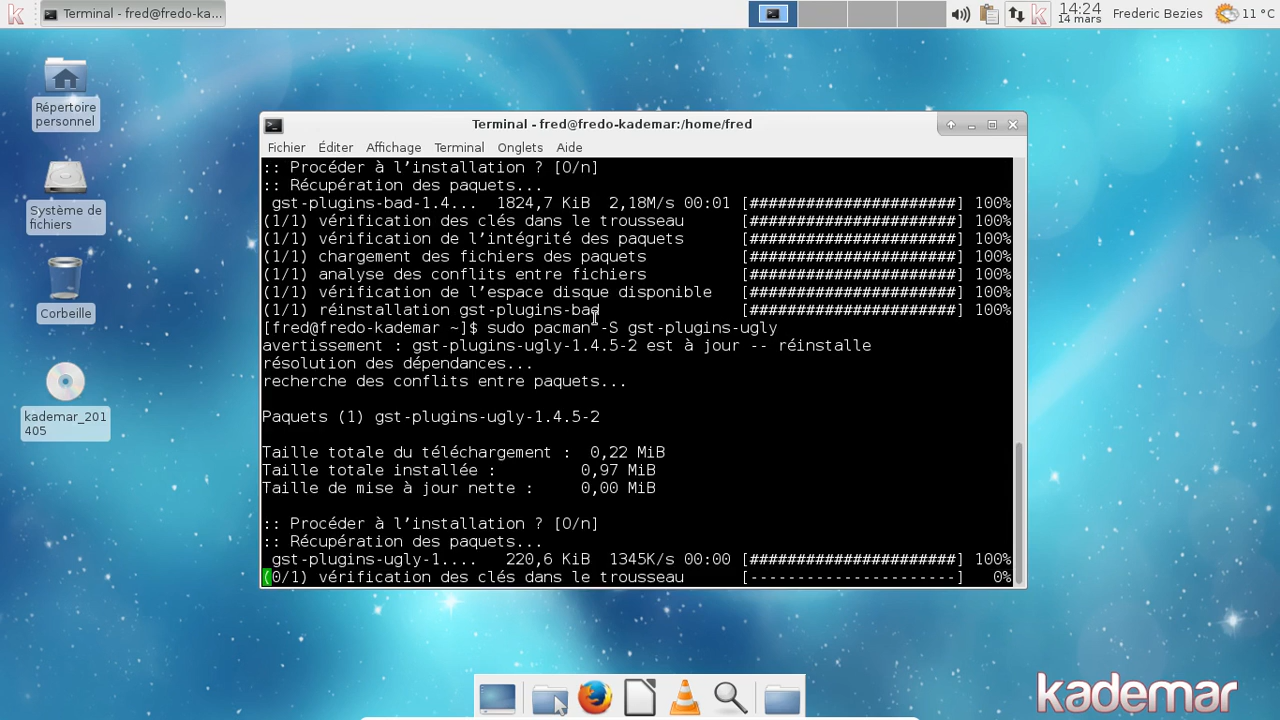 Terminal - fred@fredo-ka...
14:24
14 mars
Frederic Bezies
11 °C
Répertoire
personnel
Système de
fichiers
Corbeille
kademar_201
405
Terminal - fred@fredo-kademar:/home/fred
Fichier Éditer Affichage Terminal Onglets Aide
:: Procéder à l’installation ? [O/n]
:: Récupération des paquets...
gst-plugins-bad-1.4... 1824,7 KiB 2,18M/s 00:01 [######################] 100%
(1/1) vérification des clés dans le trousseau [######################] 100%
(1/1) vérification de l’intégrité des paquets [######################] 100%
(1/1) chargement des fichiers des paquets [######################] 100%
(1/1) analyse des conflits entre fichiers [######################] 100%
(1/1) vérification de l’espace disque disponible [######################] 100%
(1/1) réinstallation gst-plugins-bad [######################] 100%
[fred@fredo-kademar ~]$ sudo pacman -S gst-plugins-ugly
avertissement : gst-plugins-ugly-1.4.5-2 est à jour -- réinstalle
résolution des dépendances...
recherche des conflits entre paquets...
Paquets (1) gst-plugins-ugly-1.4.5-2
Taille totale du téléchargement : 0,22 MiB
Taille totale installée : 0,97 MiB
Taille de mise à jour nette : 0,00 MiB
:: Procéder à l’installation ? [O/n]
:: Récupération des paquets...
gst-plugins-ugly-1.... 220,6 KiB 1345K/s 00:00 [######################] 100%
(0/1) vérification des clés dans le trousseau [----------------------] 0%
kademar